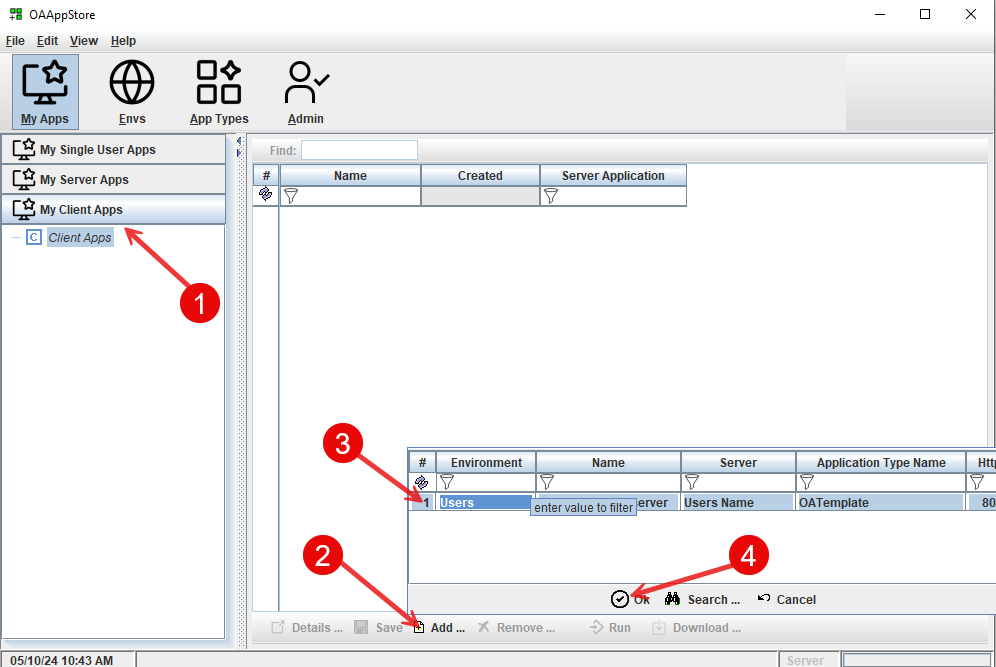 OAAppStore
File Edit View Help
My Apps Envs App Types Admin
My Single User Apps
My Server Apps
My Client Apps
C Client Apps
1
Find:
# Name Created Server Application
3
# Environment Name Server Application Type Name
1 Users erver Users Name OATemplate 80
enter value to filter
2
4
Ok Search ... Cancel
Details ... Save Add ... Remove ... Run Download ...
05/10/24 10:43 AM Server